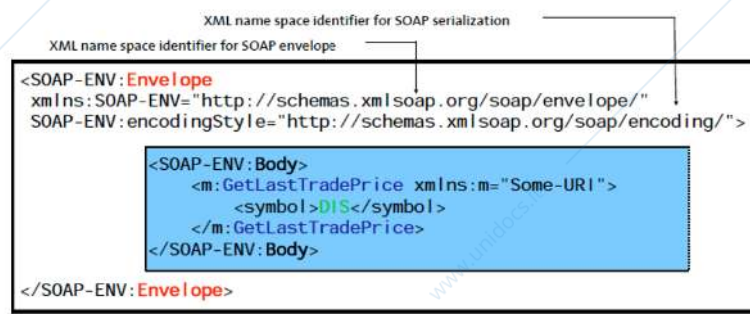 XML name space identifier for SOAP serialization
XML name space identifier for SOAP envelope
<SOAP-ENV:Envelope
xmlns:SOAP-ENV="http://schemas.xmlsoap.org/soap/envelope/"
SOAP-ENV:encodingStyle="http://schemas.xmlsoap.org/soap/encoding/">
<SOAP-ENV:Body>
<m:GetLastTradePrice xmlns:m="Some-URI">
<symbol>DIS</symbol>
</m:GetLastTradePrice>
</SOAP-ENV:Body>
</SOAP-ENV:Envelope>